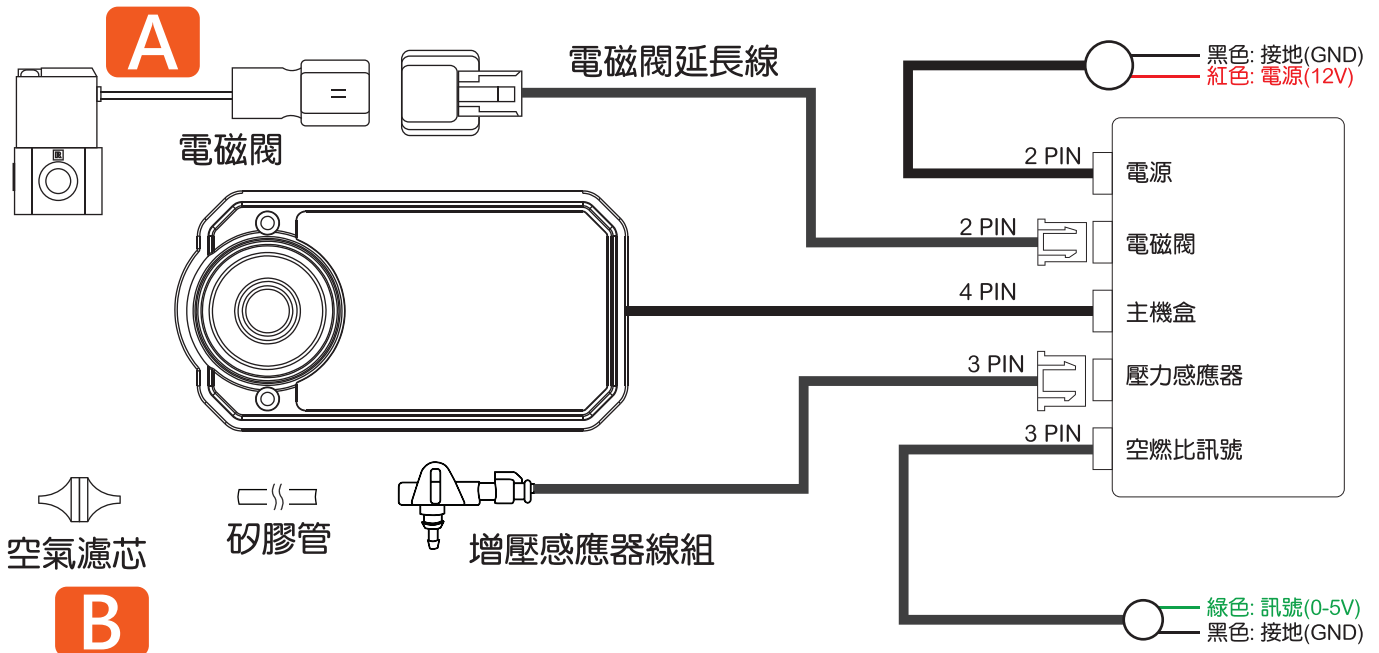 A
電磁閥
電磁閥延長線
黑色: 接地(GND)
紅色: 電源(12V)
2 PIN
電源
2 PIN
電磁閥
4 PIN
主機盒
3 PIN
壓力感應器
3 PIN
空燃比訊號
空氣濾芯
矽膠管
增壓感應器線組
B
綠色: 訊號(0-5V)
黑色: 接地(GND)